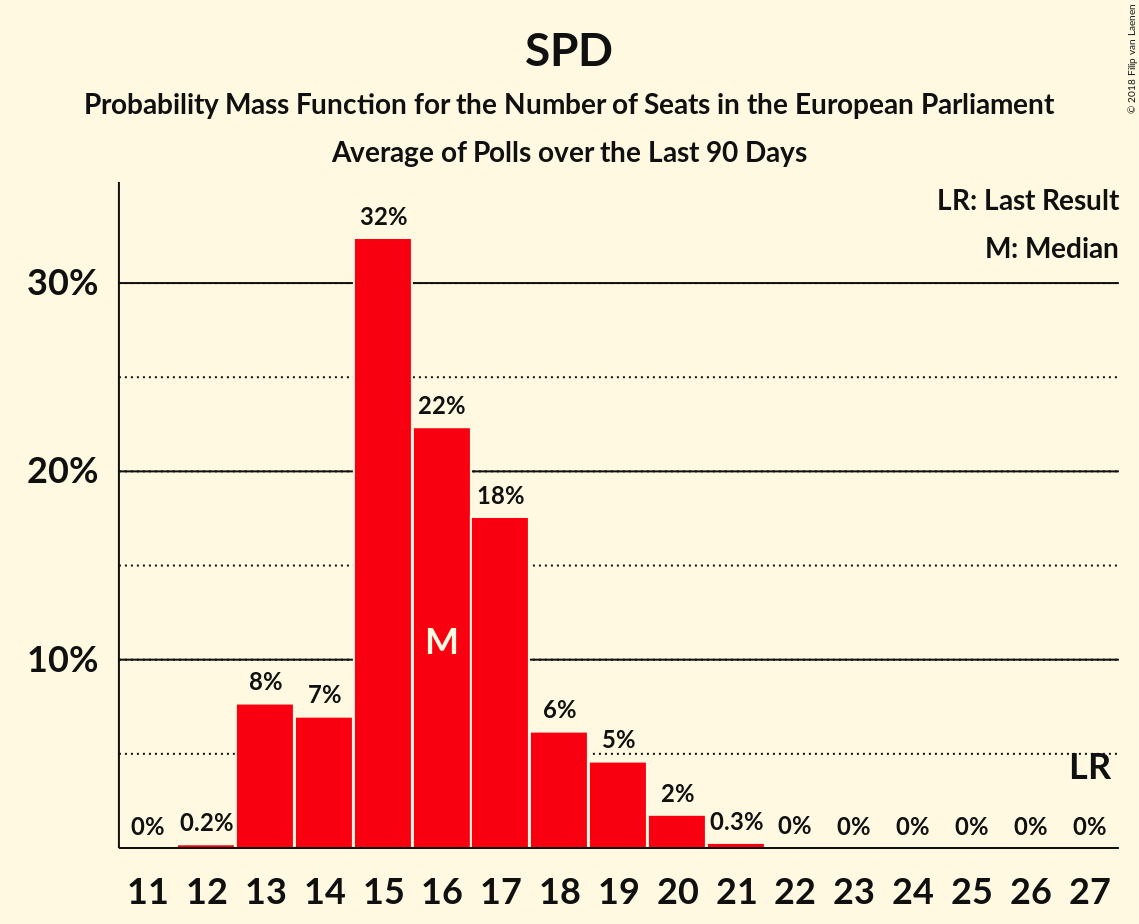 © 2018 Filip van Laenen
SPD
Probability Mass Function for the Number of Seats in the European Parliament
Average of Polls over the Last 90 Days
LR: Last Result
M: Median
30%
20%
10%
0% 0.2% 8% 7% 32% 22% 18% 6% 5% 2% 0.3% 0% 0% 0% 0% 0% 0%
M
LR
11 12 13 14 15 16 17 18 19 20 21 22 23 24 25 26 27